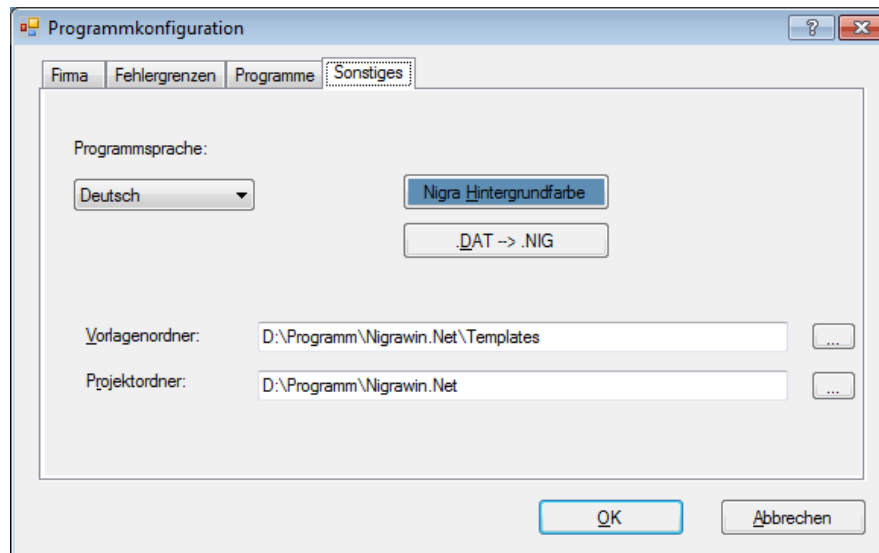 Programmkonfiguration
Firma Fehlergrenzen Programme Sonstiges
Programmsprache:
Deutsch
Nigra Hintergrundfarbe
.DAT --> .NIG
Vorlagenordner: D:\Programm\Nigrawin.Net\Templates ...
Projektordner: D:\Programm\Nigrawin.Net ...
OK Abbrechen